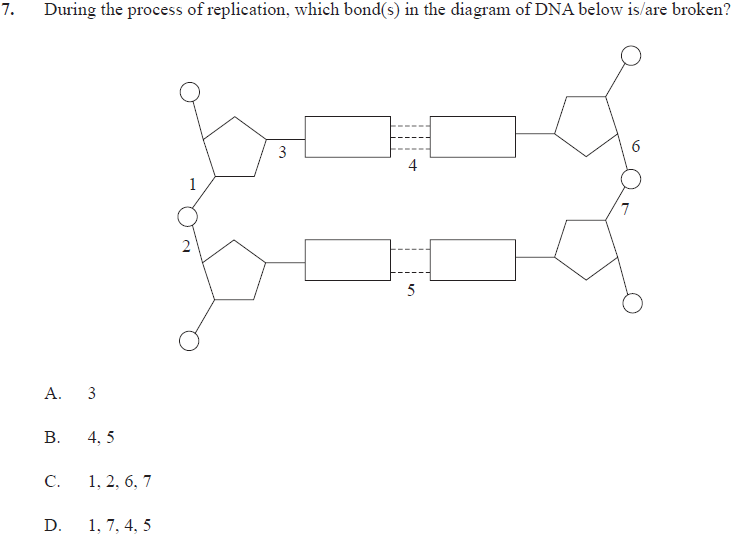 7. During the process of replication, which bond(s) in the diagram of DNA below is/are broken?
3
6
4
1
7
2
5
A. 3
B. 4, 5
C. 1, 2, 6, 7
D. 1, 7, 4, 5